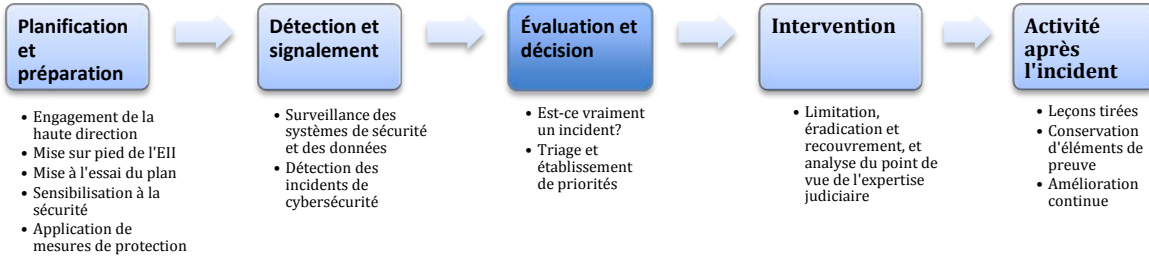 Planification
et
préparation
• Engagement de la
haute direction
• Mise sur pied de l'EII
• Mise à l'essai du plan
• Sensibilisation à la
sécurité
• Application de
mesures de protection
Détection et
signalement
• Surveillance des
systèmes de sécurité
et des données
• Détection des
incidents de
cybersécurité
Évaluation et
décision
• Est-ce vraiment
un incident?
• Triage et
établissement
de priorités
Intervention
• Limitation,
éradication et
recouvrement, et
analyse du point de
vue de l'expertise
judiciaire
Activité
après
l'incident
• Leçons tirées
• Conservation
d'éléments de
preuve
• Amélioration
continue